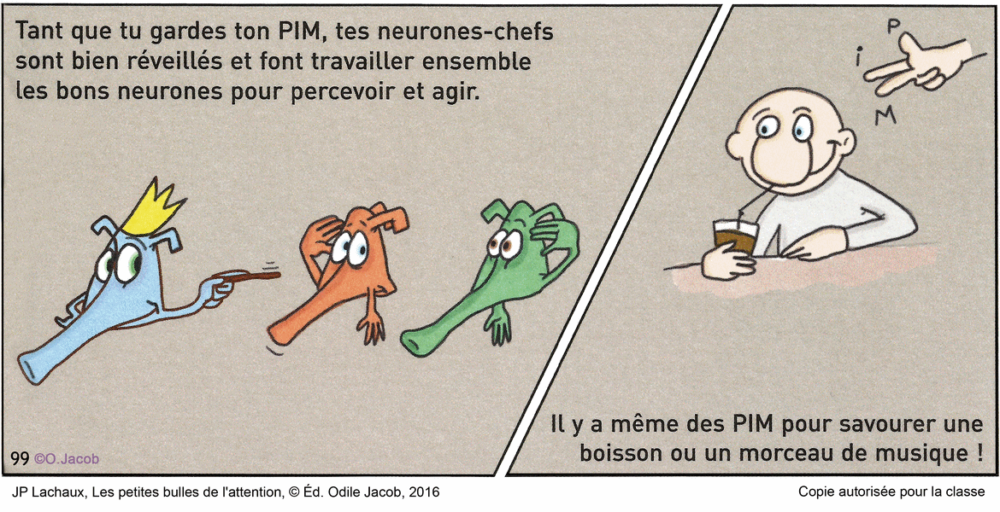 Tant que tu gardes ton PIM, tes neurones-chefs
sont bien réveillés et font travailler ensemble
les bons neurones pour percevoir et agir.
P
i
M
Il y a même des PIM pour savourer une
boisson ou un morceau de musique !
99 ©O.Jacob
JP Lachaux, Les petites bulles de l'attention, © Éd. Odile Jacob, 2016
Copie autorisée pour la classe